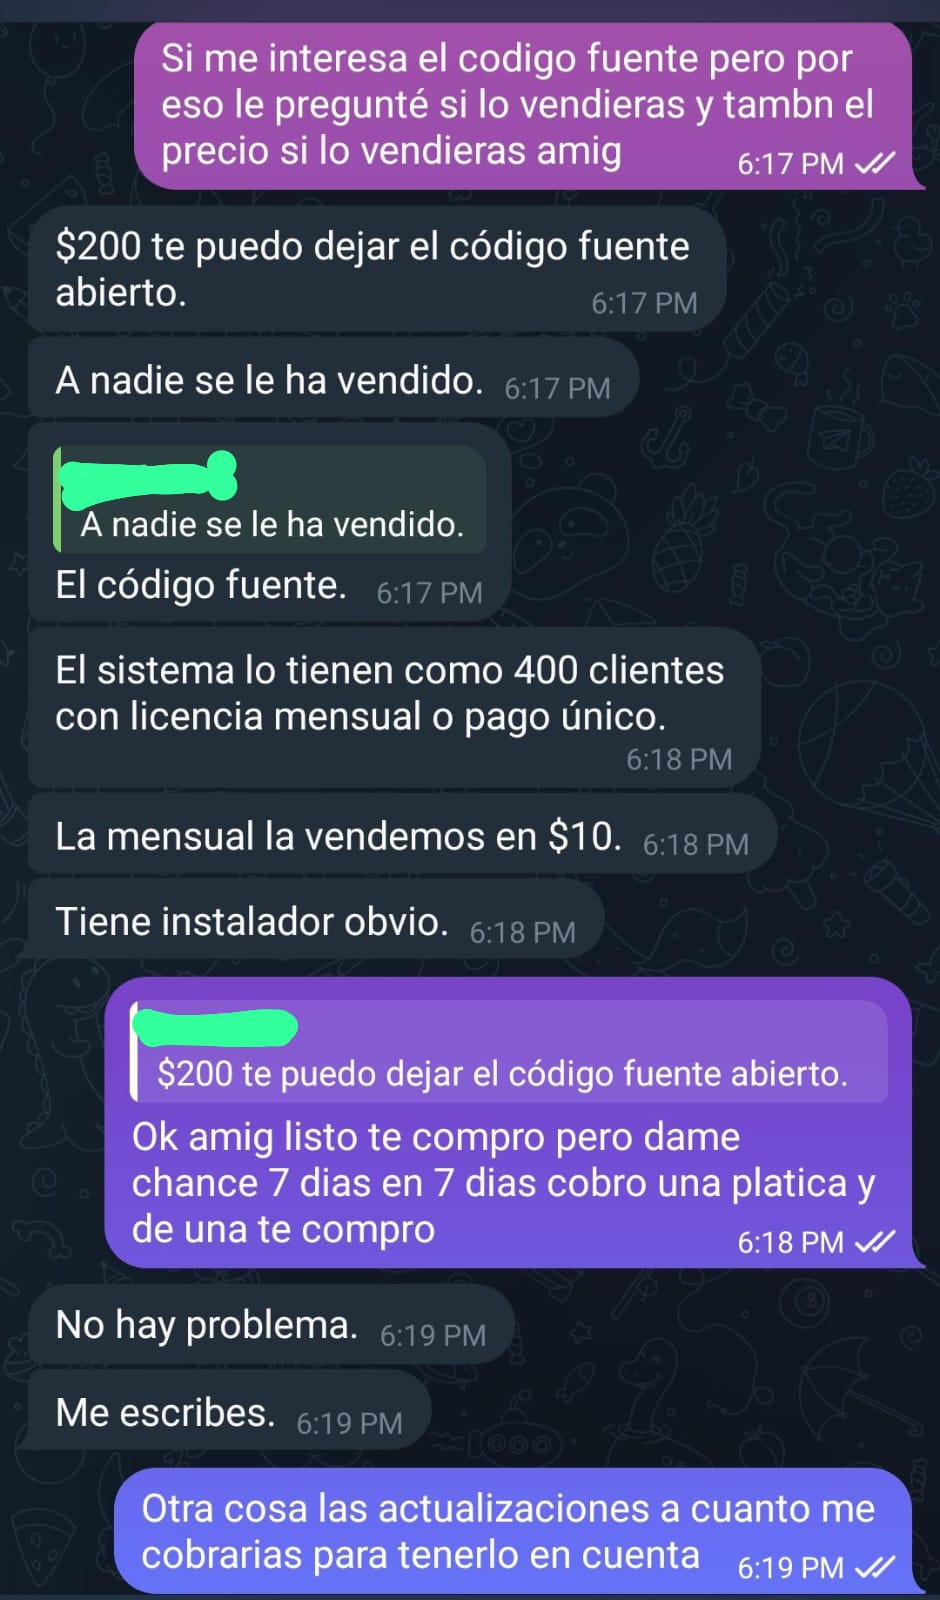 Si me interesa el codigo fuente pero por
eso le pregunté si lo vendieras y tambn el
precio si lo vendieras amig
6:17 PM
$200 te puedo dejar el código fuente
abierto.
6:17 PM
A nadie se le ha vendido.
6:17 PM
A nadie se le ha vendido.
El código fuente.
6:17 PM
El sistema lo tienen como 400 clientes
con licencia mensual o pago único.
6:18 PM
La mensual la vendemos en $10.
6:18 PM
Tiene instalador obvio.
6:18 PM
$200 te puedo dejar el código fuente abierto.
Ok amig listo te compro pero dame
chance 7 dias en 7 dias cobro una platica y
de una te compro
6:18 PM
No hay problema.
6:19 PM
Me escribes.
6:19 PM
Otra cosa las actualizaciones a cuanto me
cobrarias para tenerlo en cuenta
6:19 PM